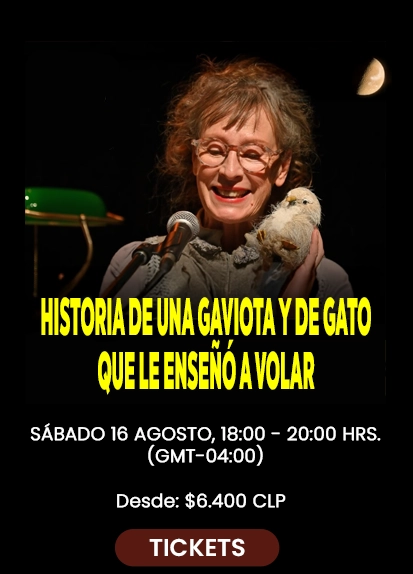 HISTORIA DE UNA GAVIOTA Y DE GATO
QUE LE ENSEÑÓ A VOLAR
SÁBADO 16 AGOSTO, 18:00 - 20:00 HRS.
(GMT-04:00)
Desde: $6.400 CLP
TICKETS